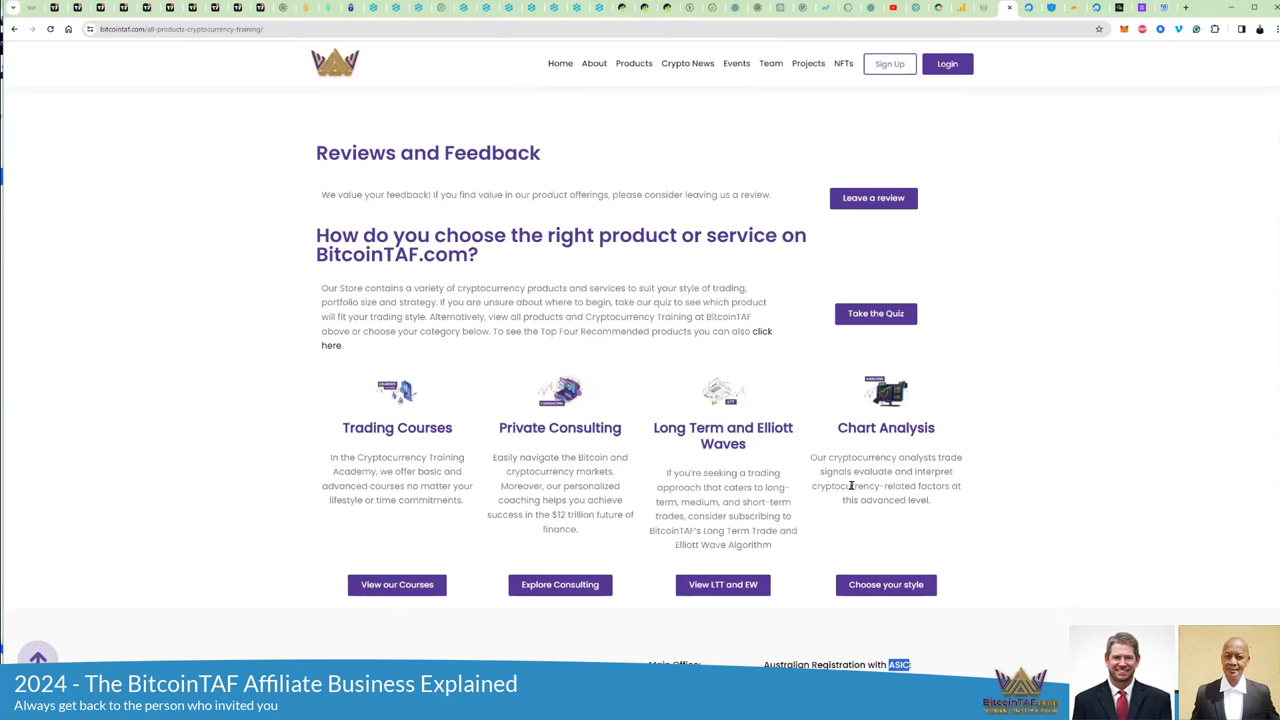 bitcointaf.com/all-products-cryptocurrency-training/
Home About Products Crypto News Events Team Projects NFTs Sign Up Login
Reviews and Feedback
We value your feedback! If you find value in our product offerings, please consider leaving us a review.
Leave a review
How do you choose the right product or service on
BitcoinTAF.com?
Our Store contains a variety of cryptocurrency products and services to suit your style of trading,
portfolio size and strategy. If you are unsure about where to begin, take our quiz to see which product
will fit your trading style. Alternatively, view all products and Cryptocurrency Training at BitcoinTAF
above or choose your category below. To see the Top Four Recommended products you can also click
here.
Take the Quiz
Trading Courses
In the Cryptocurrency Training
Academy, we offer basic and
advanced courses no matter your
lifestyle or time commitments.
View our Courses
Private Consulting
Easily navigate the Bitcoin and
cryptocurrency markets.
Moreover, our personalized
coaching helps you achieve
success in the $12 trillion future of
finance.
Explore Consulting
Long Term and Elliott
Waves
If you're seeking a trading
approach that caters to long-
term, medium, and short-term
trades, consider subscribing to
BitcoinTAF's Long Term Trade and
Elliott Wave Algorithm
View LTT and EW
Chart Analysis
Our cryptocurrency analysts trade
signals evaluate and interpret
cryptocurrency-related factors at
this advanced level.
Choose your style
Main Office:
Australian Registration with ASIC:
2024 - The BitcoinTAF Affiliate Business Explained
Always get back to the person who invited you